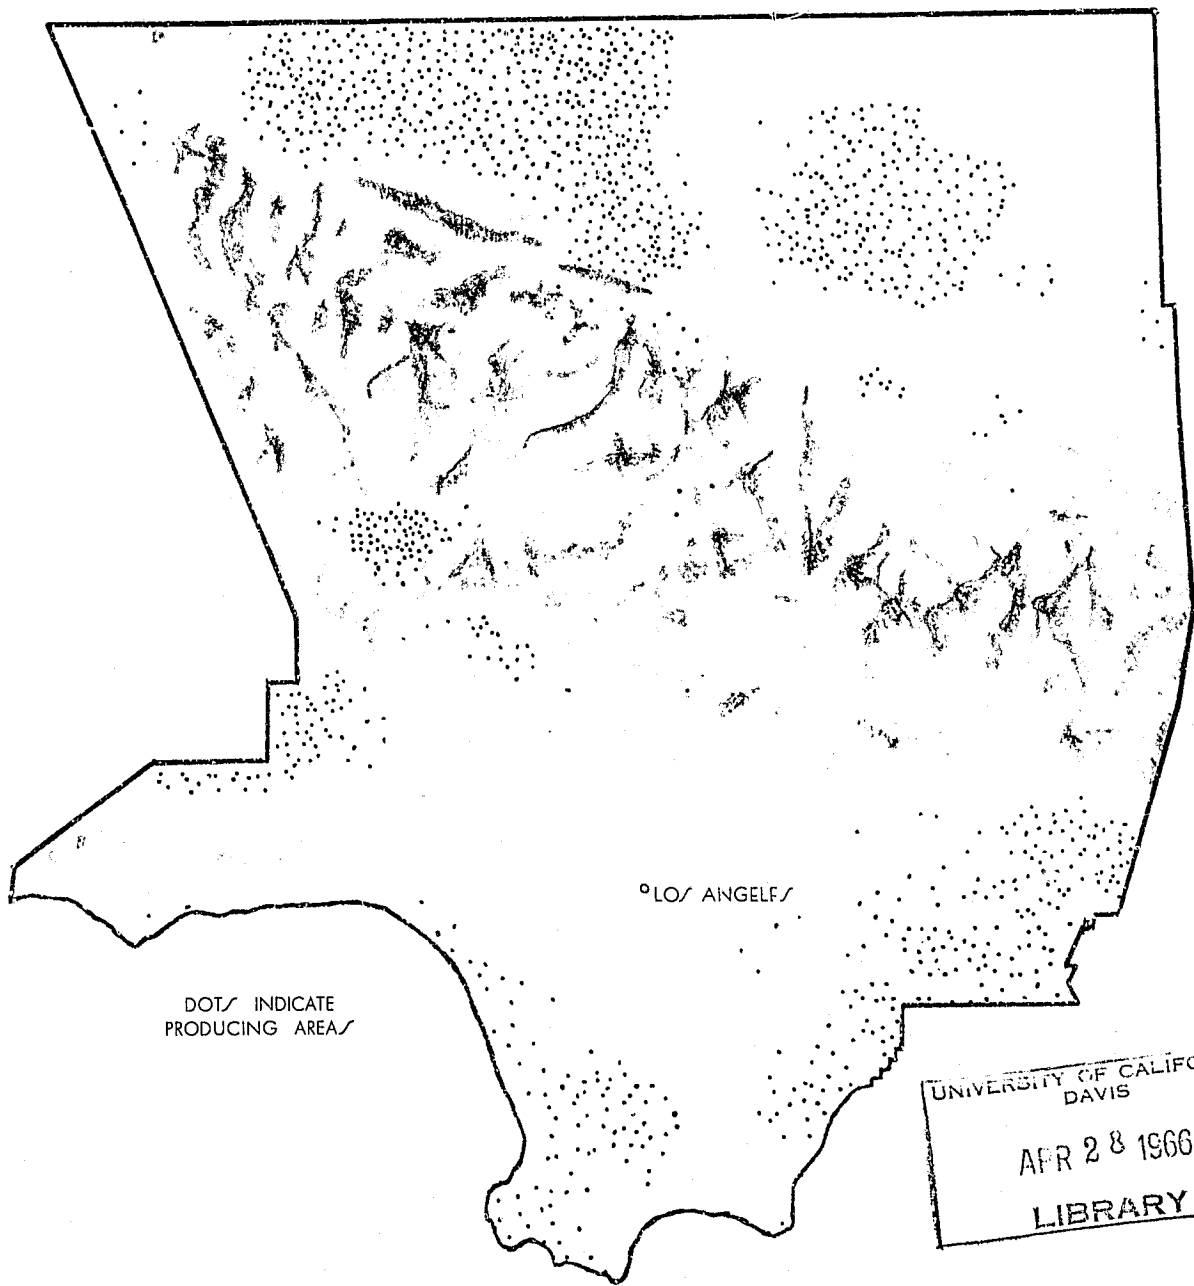 LOS ANGELES
DOTS INDICATE
PRODUCING AREAS
UNIVERSITY OF CALIFO
DAVIS
APR 28 1966
LIBRARY